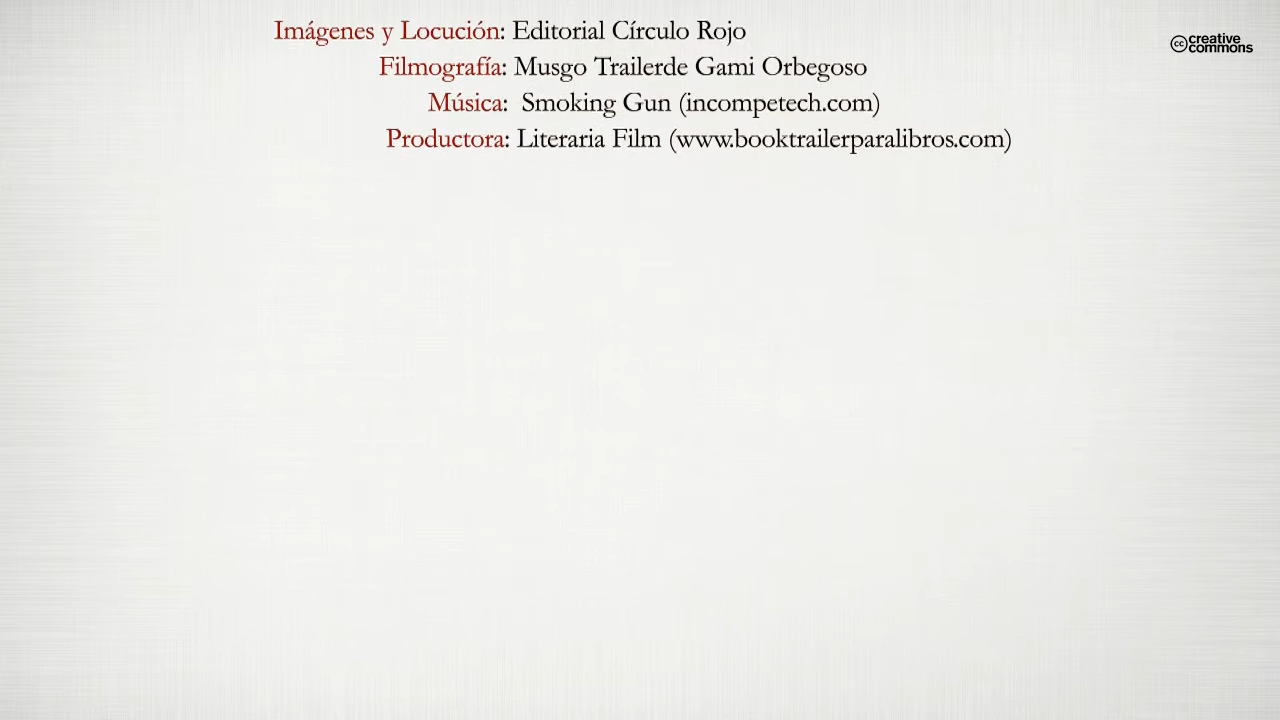 Imágenes y Locución: Editorial Círculo Rojo
creative
commons
Filmografía: Musgo Trailerde Gami Orbegoso
Música:  Smoking Gun (incompetech.com)
Productora: Literaria Film (www.booktrailerparalibros.com)